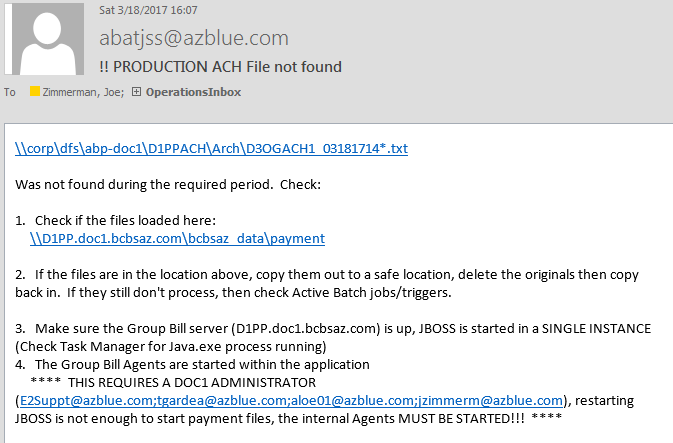 Sat 3/18/2017 16:07
abatjss@azblue.com
!! PRODUCTION ACH File not found
To Zimmerman, Joe; OperationsInbox
\\corp\dfs\abp-doc1\D1PPACH\Arch\D3OGACH1_03181714*.txt
Was not found during the required period. Check:
1. Check if the files loaded here:
\\D1PP.doc1.bcbsaz.com\bcbsaz_data\payment
2. If the files are in the location above, copy them out to a safe location, delete the originals then copy
back in. If they still don't process, then check Active Batch jobs/triggers.
3. Make sure the Group Bill server (D1PP.doc1.bcbsaz.com) is up, JBOSS is started in a SINGLE INSTANCE
(Check Task Manager for Java.exe process running)
4. The Group Bill Agents are started within the application
**** THIS REQUIRES A DOC1 ADMINISTRATOR
(E2Suppt@azblue.com;tgardea@azblue.com;aloe01@azblue.com;jzimmerm@azblue.com), restarting
JBOSS is not enough to start payment files, the internal Agents MUST BE STARTED!!! ****